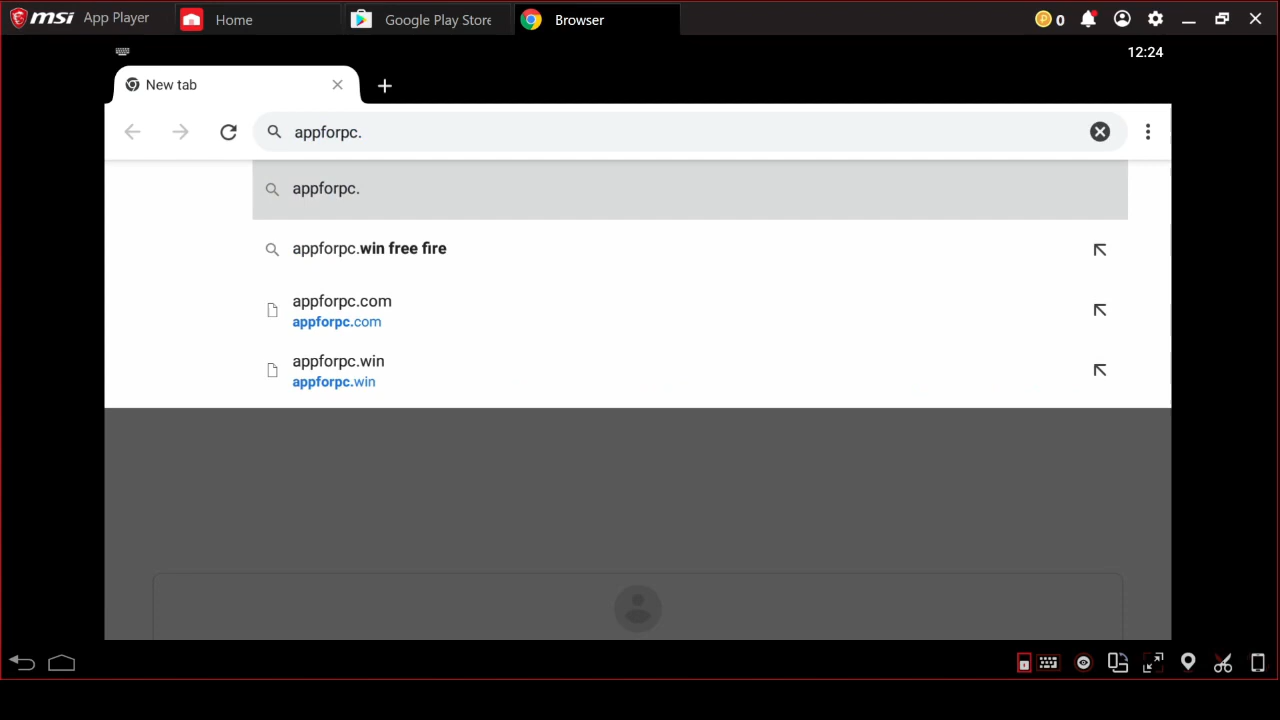 msi App Player
Home
Google Play Store
Browser
0
12:24
New tab
appforpc.
appforpc.
appforpc.win free fire
appforpc.com
appforpc.com
appforpc.win
appforpc.win